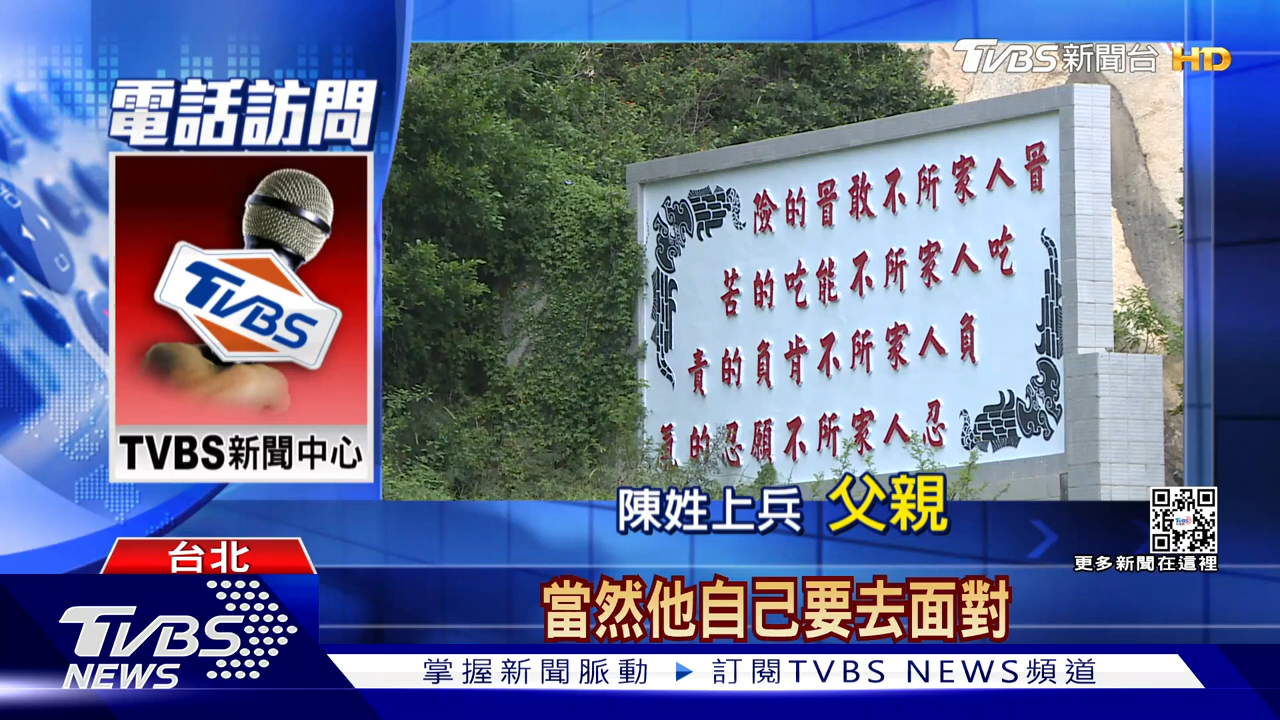 TVBS新聞台 HD
電話訪問
TVBS
TVBS新聞中心
冒人家所不敢冒的險
吃人家所不能吃的苦
負人家所不肯負的責
忍人家所不願忍的氣
陳姓上兵 父親
更多新聞在這裡
台北
當然他自己要去面對
TVBS
NEWS
掌握新聞脈動 ▶ 訂閱TVBS NEWS頻道